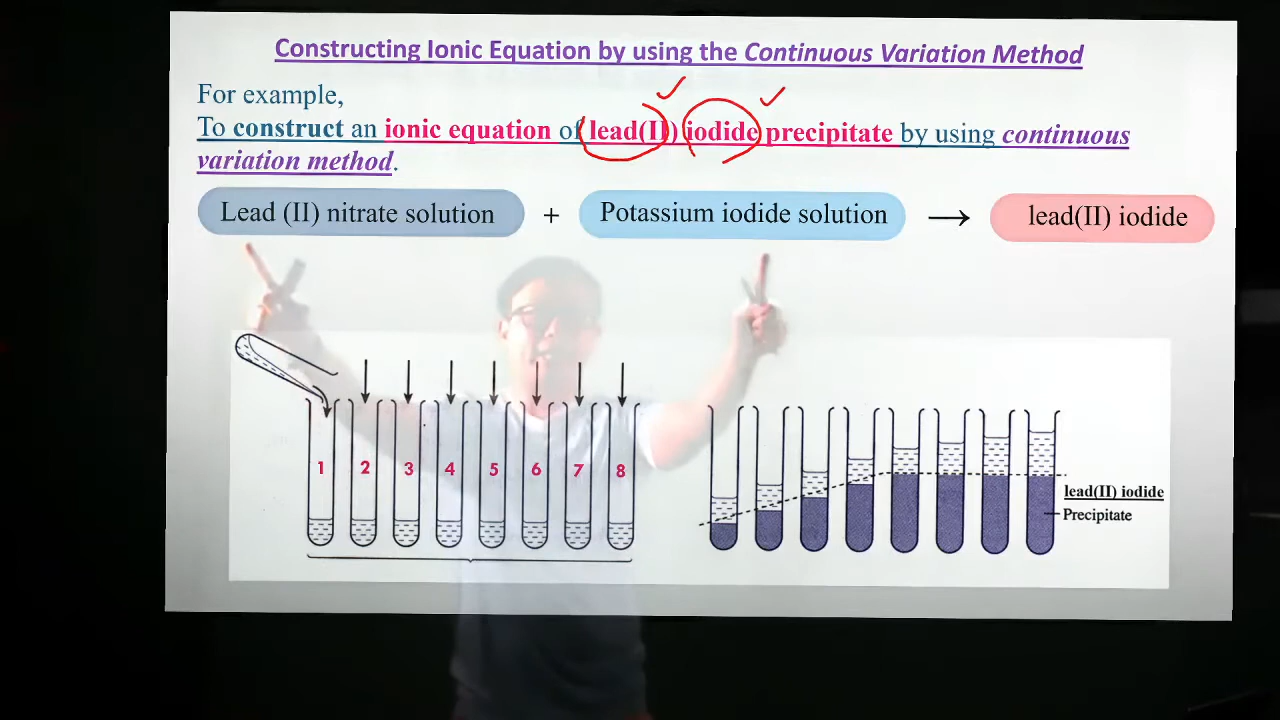 Constructing Ionic Equation by using the Continuous Variation Method
For example,
To construct an ionic equation of lead(II) iodide precipitate by using continuous
variation method.
Lead (II) nitrate solution + Potassium iodide solution → lead(II) iodide
1 2 3 4 5 6 7 8
lead(II) iodide
Precipitate